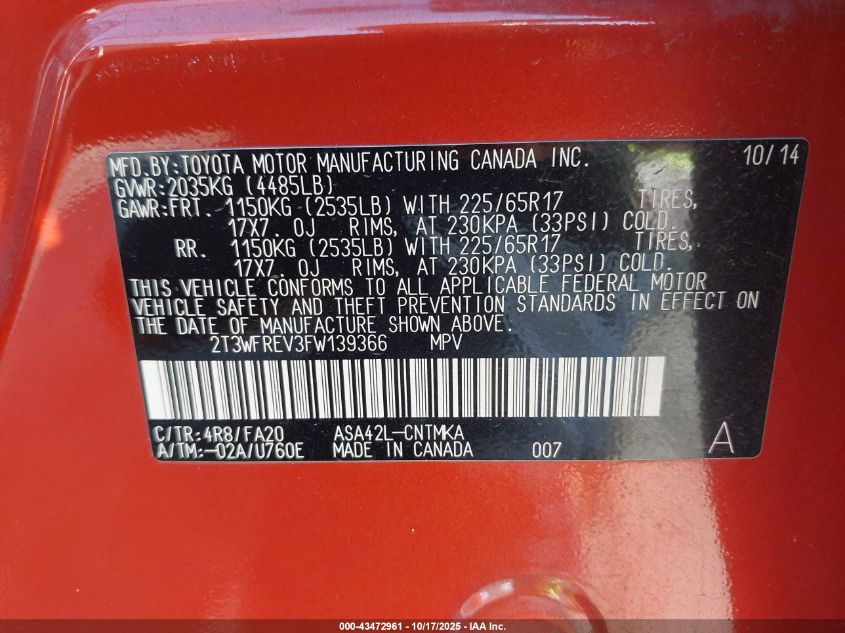 MFD.BY:TOYOTA MOTOR MANUFACTURING CANADA INC. 10/14
GVWR:2035KG (4485LB)
GAWR:FRT. 1150KG (2535LB) WITH 225/65R17 TIRES,
17X7. 0J RIMS, AT 230KPA (33PSI) COLD.
RR. 1150KG (2535LB) WITH 225/65R17 TIRES,
17X7. 0J RIMS, AT 230KPA (33PSI) COLD.
THIS VEHICLE CONFORMS TO ALL APPLICABLE FEDERAL MOTOR
VEHICLE SAFETY AND THEFT PREVENTION STANDARDS IN EFFECT ON
THE DATE OF MANUFACTURE SHOWN ABOVE.
2T3WFREV3FW139366 MPV
C/TR:4R8/FA20 ASA42L-CNTMKA
A/TM:-02A/U760E MADE IN CANADA 007 A
000-43472961 | 10/17/2025 | IAA Inc.